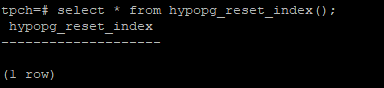 tpch=# select * from hypopg_reset_index();
 hypopg_reset_index
--------------------

(1 row)